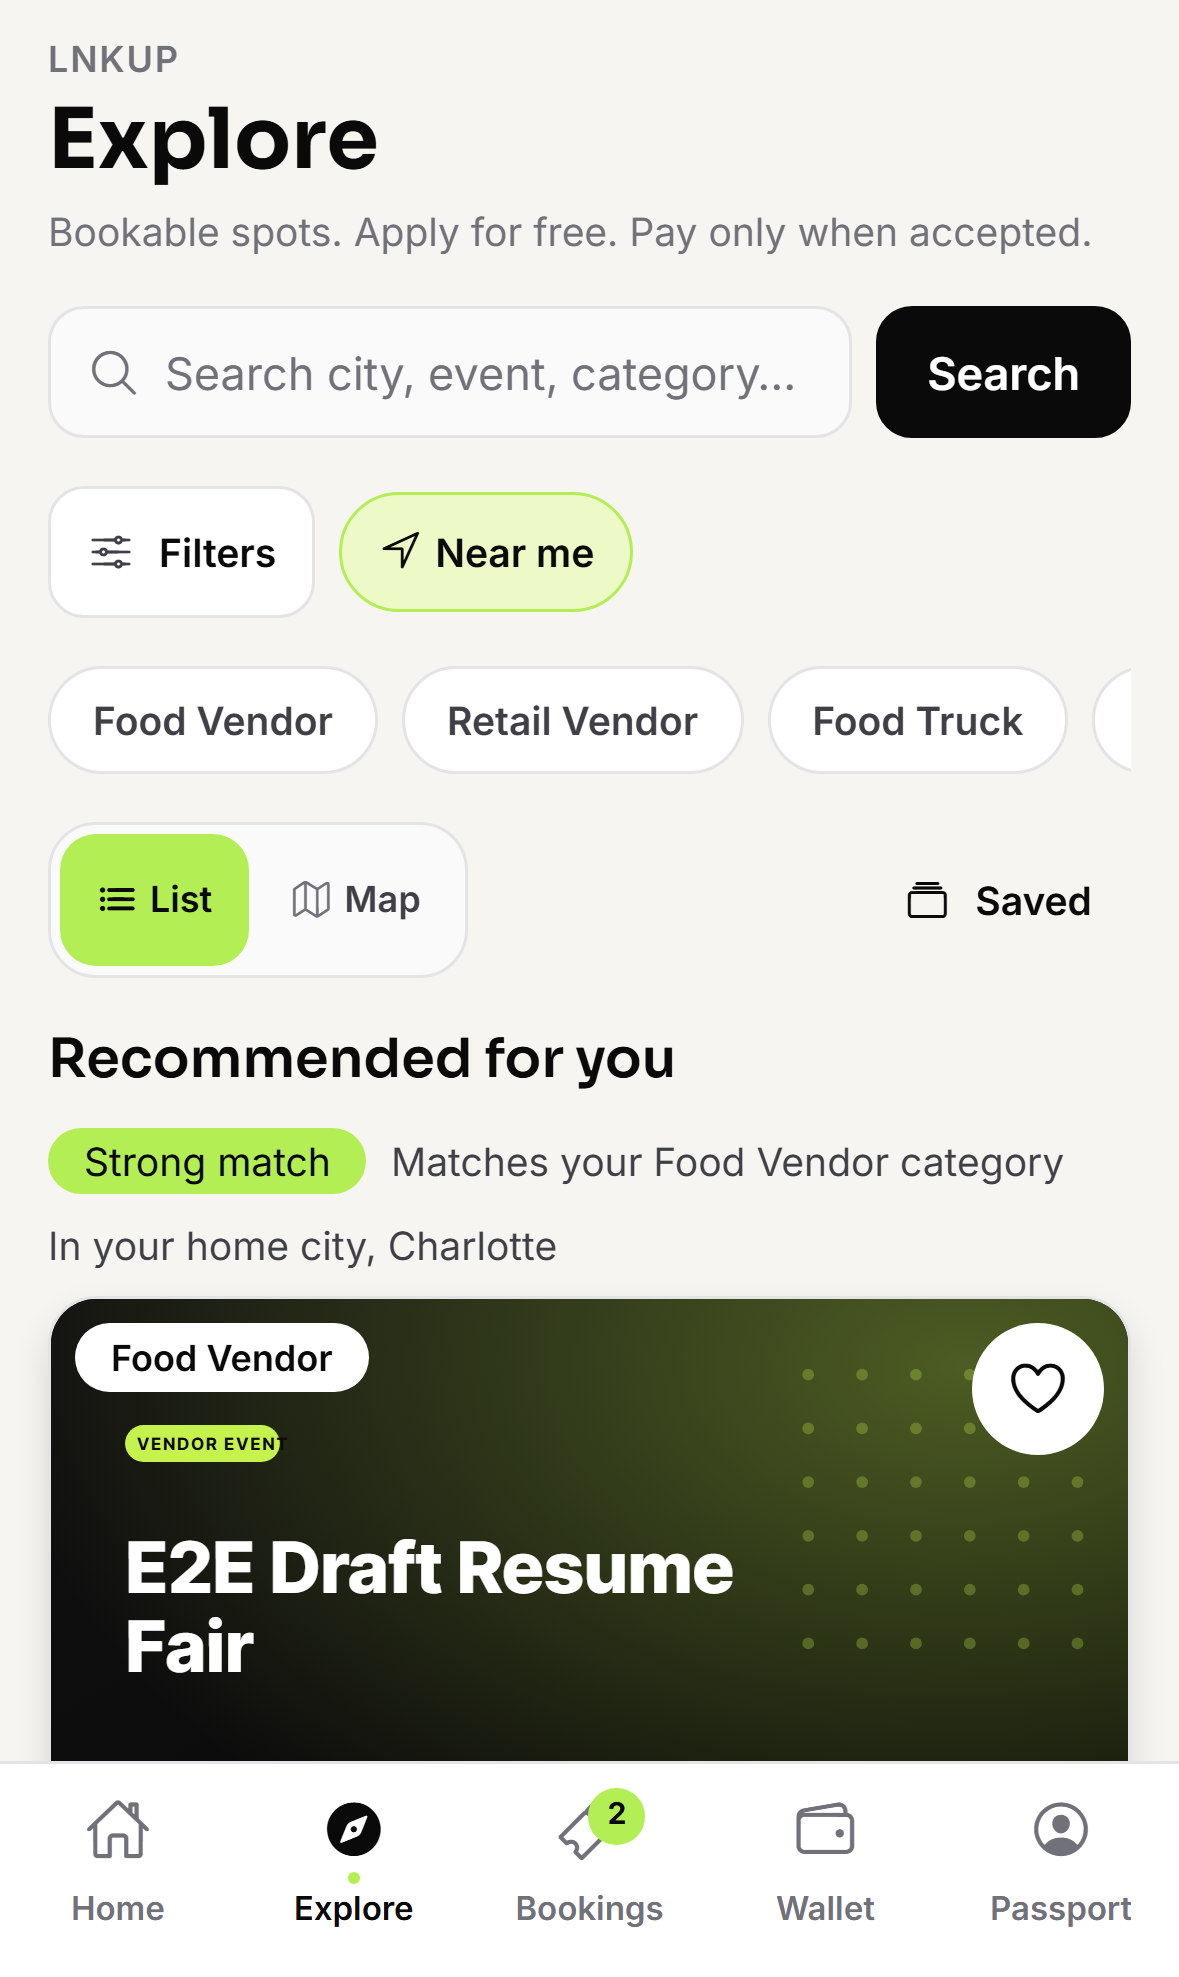 LNKUP
Explore
Bookable spots. Apply for free. Pay only when accepted.
Search city, event, category...
Search
Filters
Near me
Food Vendor
Retail Vendor
Food Truck
List
Map
Saved
Recommended for you
Strong match
Matches your Food Vendor category
In your home city, Charlotte
Food Vendor
VENDOR EVENT
E2E Draft Resume
Fair
2
Home
Explore
Bookings
Wallet
Passport